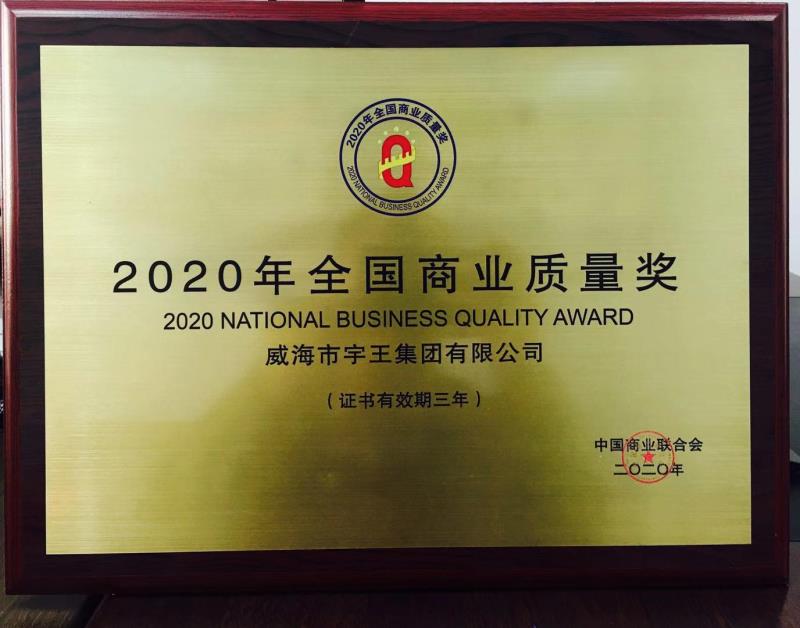 2020年全国商业质量奖
Q
2020 NATIONAL BUSINESS QUALITY AWARD
2020年全国商业质量奖
2020 NATIONAL BUSINESS QUALITY AWARD
威海市宇王集团有限公司
（证书有效期三年）
中国商业联合会
二〇二〇年